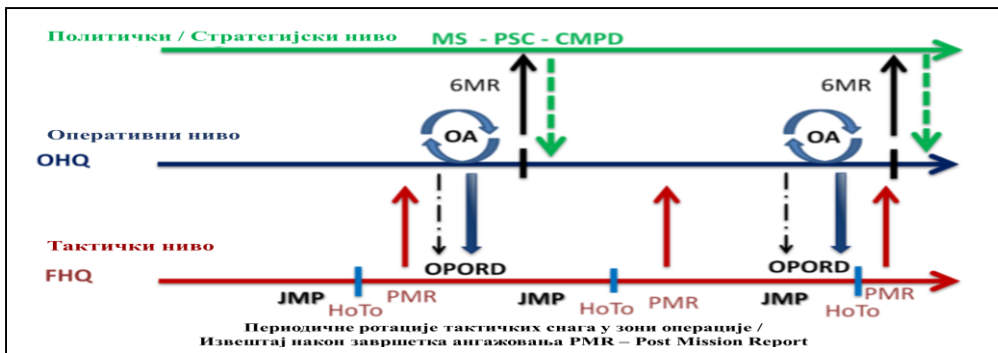 Политички / Стратегијски ниво MS - PSC - CMPD
6MR
Оперативни ниво OA OA
OHQ
Тактички ниво
FHQ OPORD OPORD
JMP HoTo PMR JMP HoTo PMR JMP HoTo PMR
Периодичне ротације тактичких снага у зони операције /
Извештај након завршетка ангажовања PMR – Post Mission Report